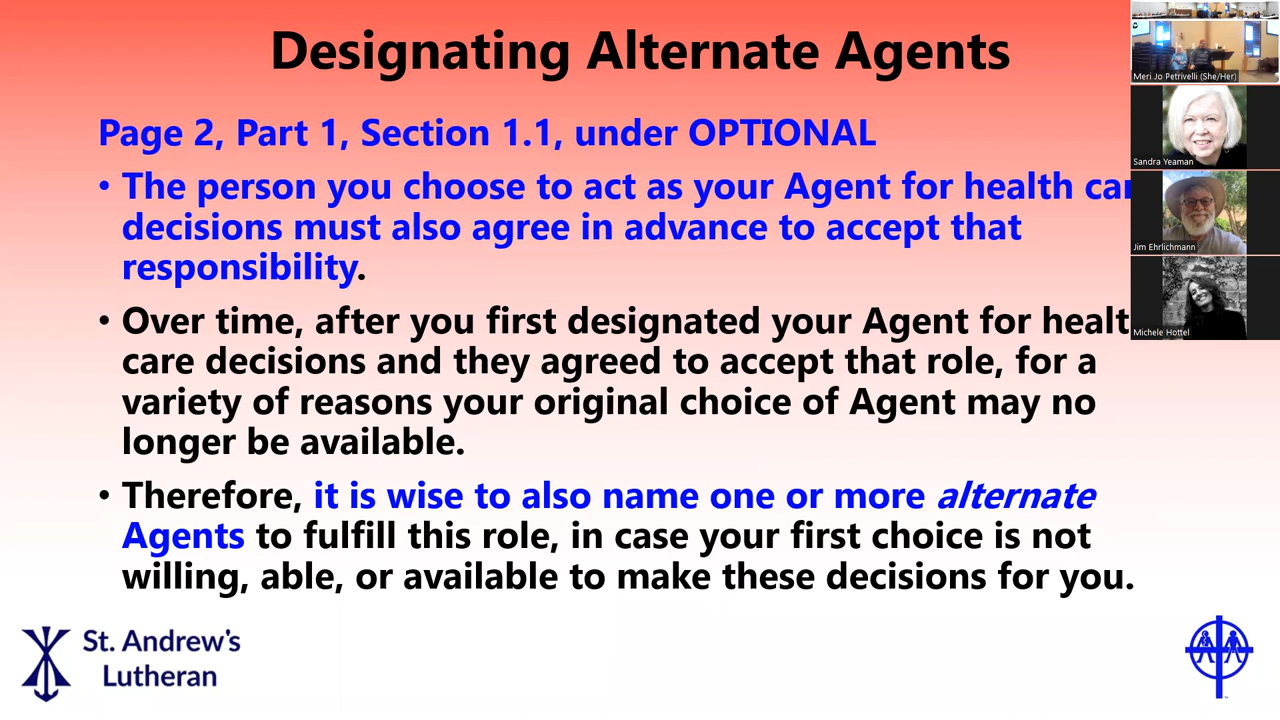 Designating Alternate Agents
Page 2, Part 1, Section 1.1, under OPTIONAL
• The person you choose to act as your Agent for health car
decisions must also agree in advance to accept that
responsibility.
• Over time, after you first designated your Agent for healt
care decisions and they agreed to accept that role, for a
variety of reasons your original choice of Agent may no
longer be available.
• Therefore, it is wise to also name one or more alternate
Agents to fulfill this role, in case your first choice is not
willing, able, or available to make these decisions for you.
St. Andrew's
Lutheran
Meri Jo Petrivelli (She/Her)
Sandra Yeaman
Jim Ehrlichmann
Michele Hottel